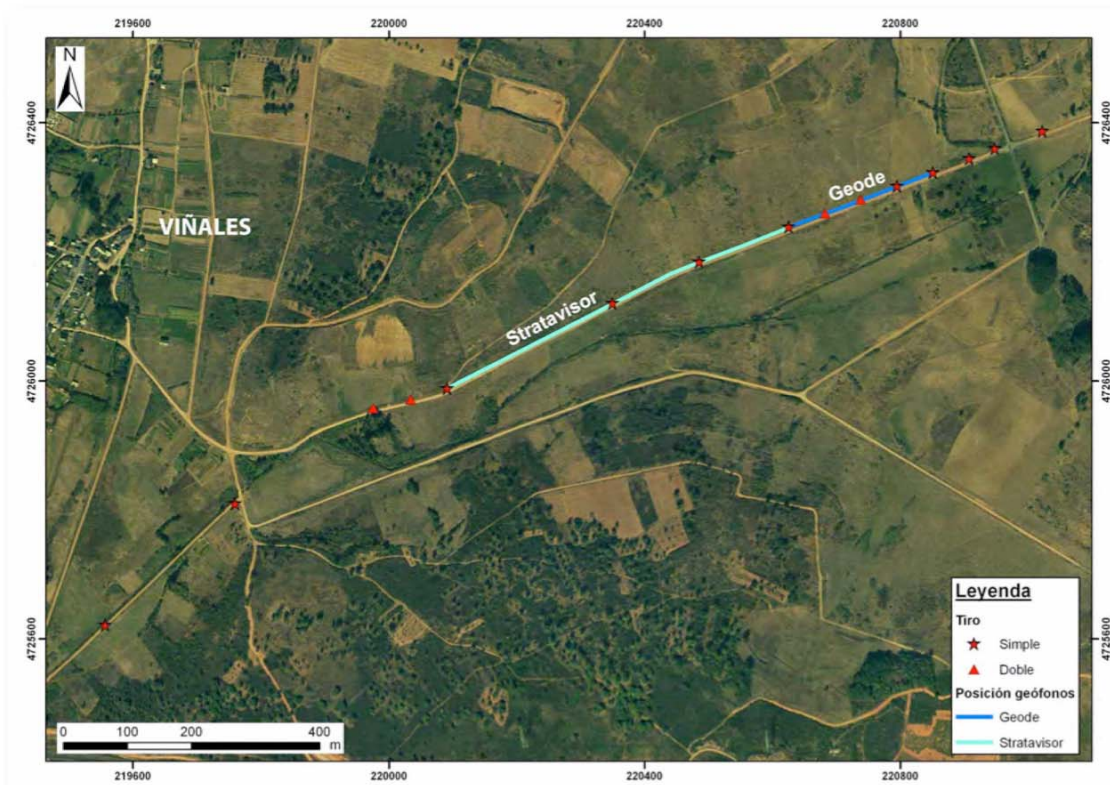 219600 220000 220400 220800
N
4726400 4726400
Geode
VIÑALES
Stratavisor
4726000 4726000
Leyenda
Tiro
Simple
Doble
Posición geófonos
Geode
Stratavisor
4725600 4725600
0 100 200 400
m
219600 220000 220400 220800